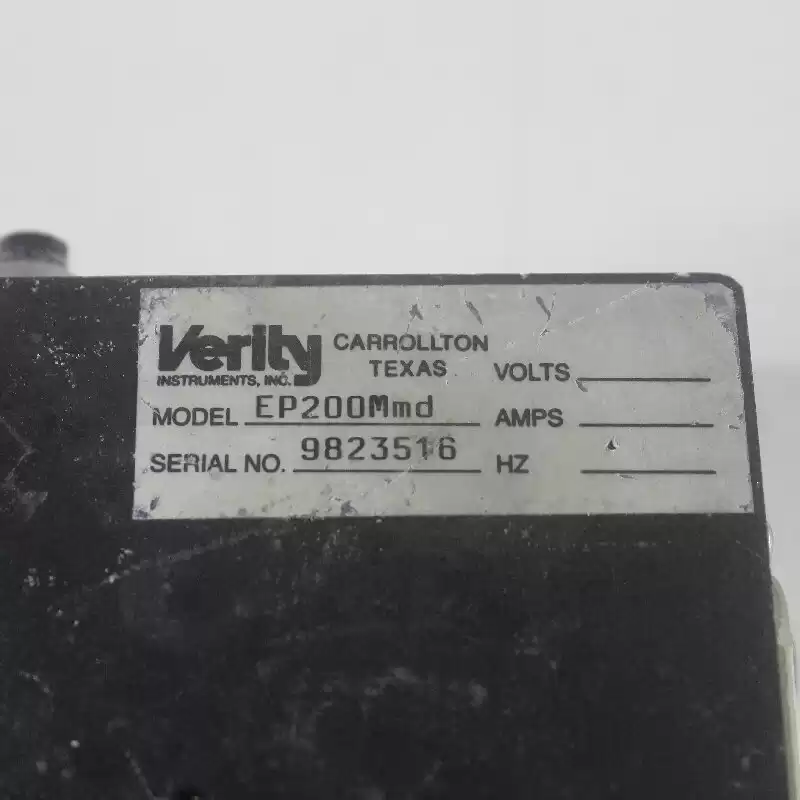 Verity
INSTRUMENTS, INC.
CARROLLTON
TEXAS
MODEL EP200Mmd
SERIAL NO. 9823516
VOLTS
AMPS
HZ